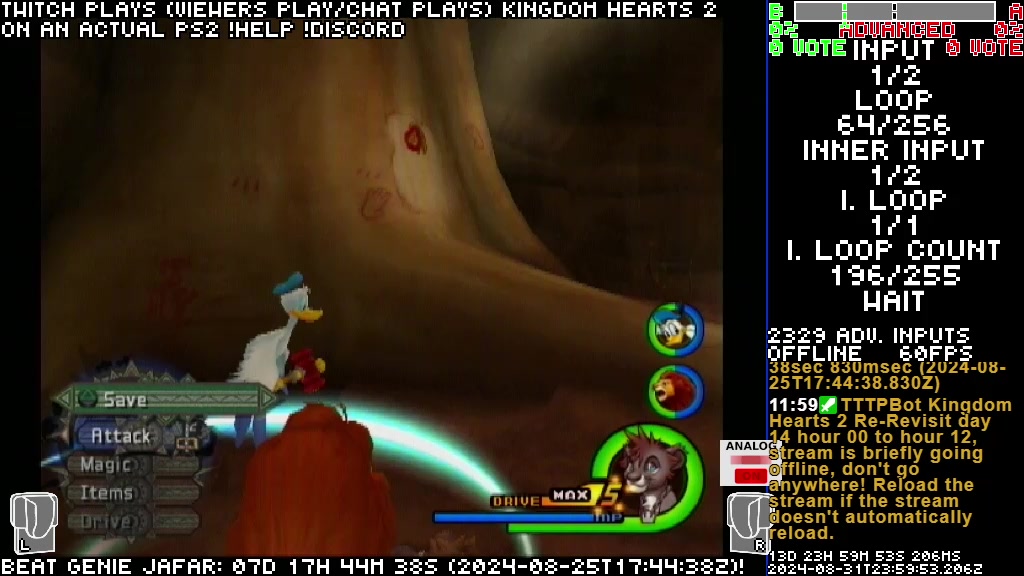 TWITCH PLAYS (VIEWERS PLAY/CHAT PLAYS) KINGDOM HEARTS 2
ON AN ACTUAL PS2 !HELP !DISCORD
B
A
0%
ADVANCED
0%
0 VOTE
INPUT
0 VOTE
1/2
LOOP
64/256
INNER INPUT
1/2
I. LOOP
1/1
I. LOOP COUNT
196/255
WAIT
2329 ADV. INPUTS
OFFLINE 60FPS
38sec 830msec (2024-08-
25T17:44:38.830Z)
11:59 TTTPBot Kingdom
Hearts 2 Re-Revisit day
14 hour 00 to hour 12,
stream is briefly going
offline, don't go
anywhere! Reload the
stream if the stream
doesn't automatically
reload.
13D 23H 59M 53S 206MS
2024-08-31T23:59:53.206Z
Save
Attack
Magic
Items
Drive
DRIVE MAX 5
MP
ANALOG
L
R
BEAT GENIE JAFAR: 07D 17H 44M 38S (2024-08-25T17:44:38Z)!